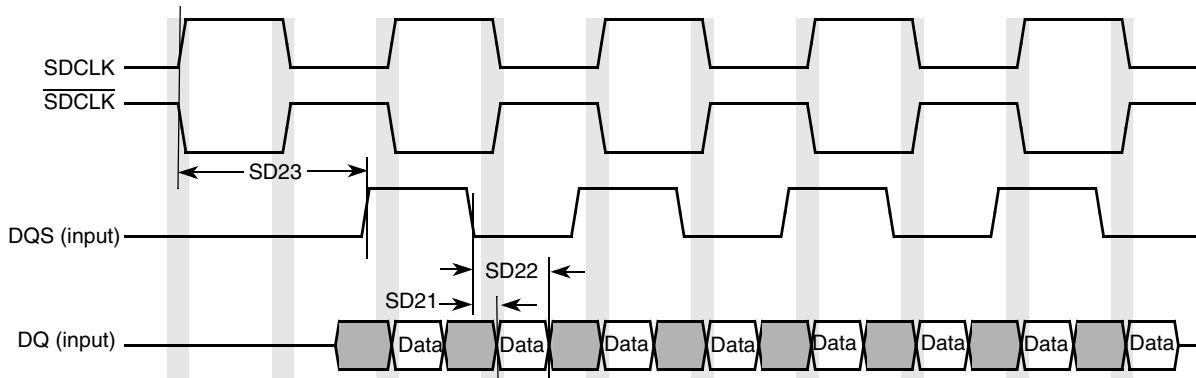 SDCLK
SDCLK
SD23
DQS (input)
SD22
SD21
DQ (input)
Data
Data
Data
Data
Data
Data
Data
Data